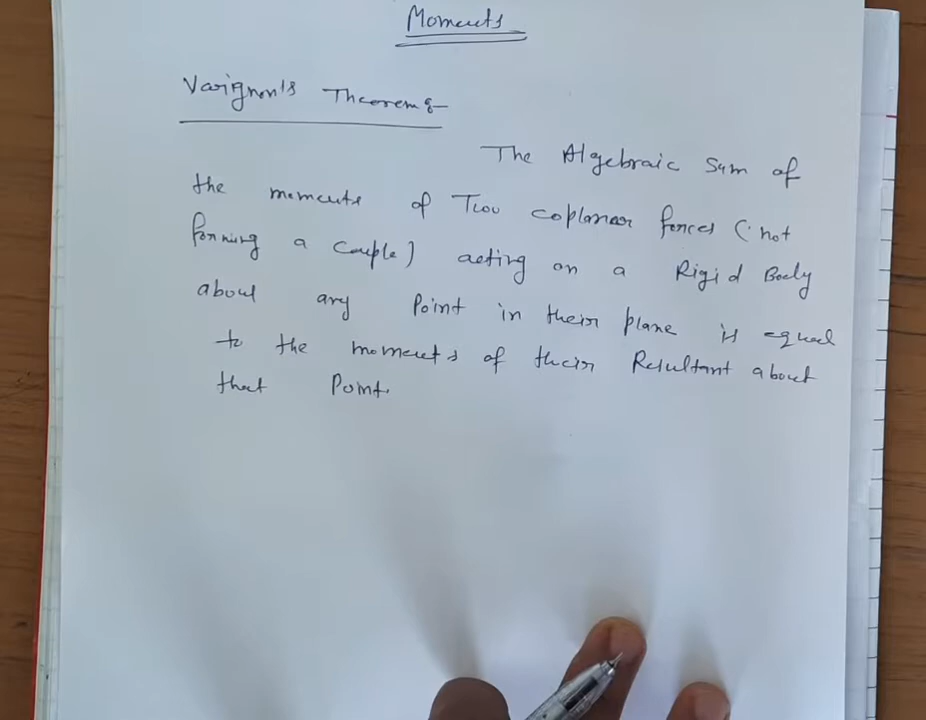 Moments
Varignon's Theorem :-
The Algebraic Sum of
the moments of Two coplanar forces (not
forming a couple) acting on a Rigid Body
about any Point in their plane is equal
to the moments of their Resultant about
that Point.